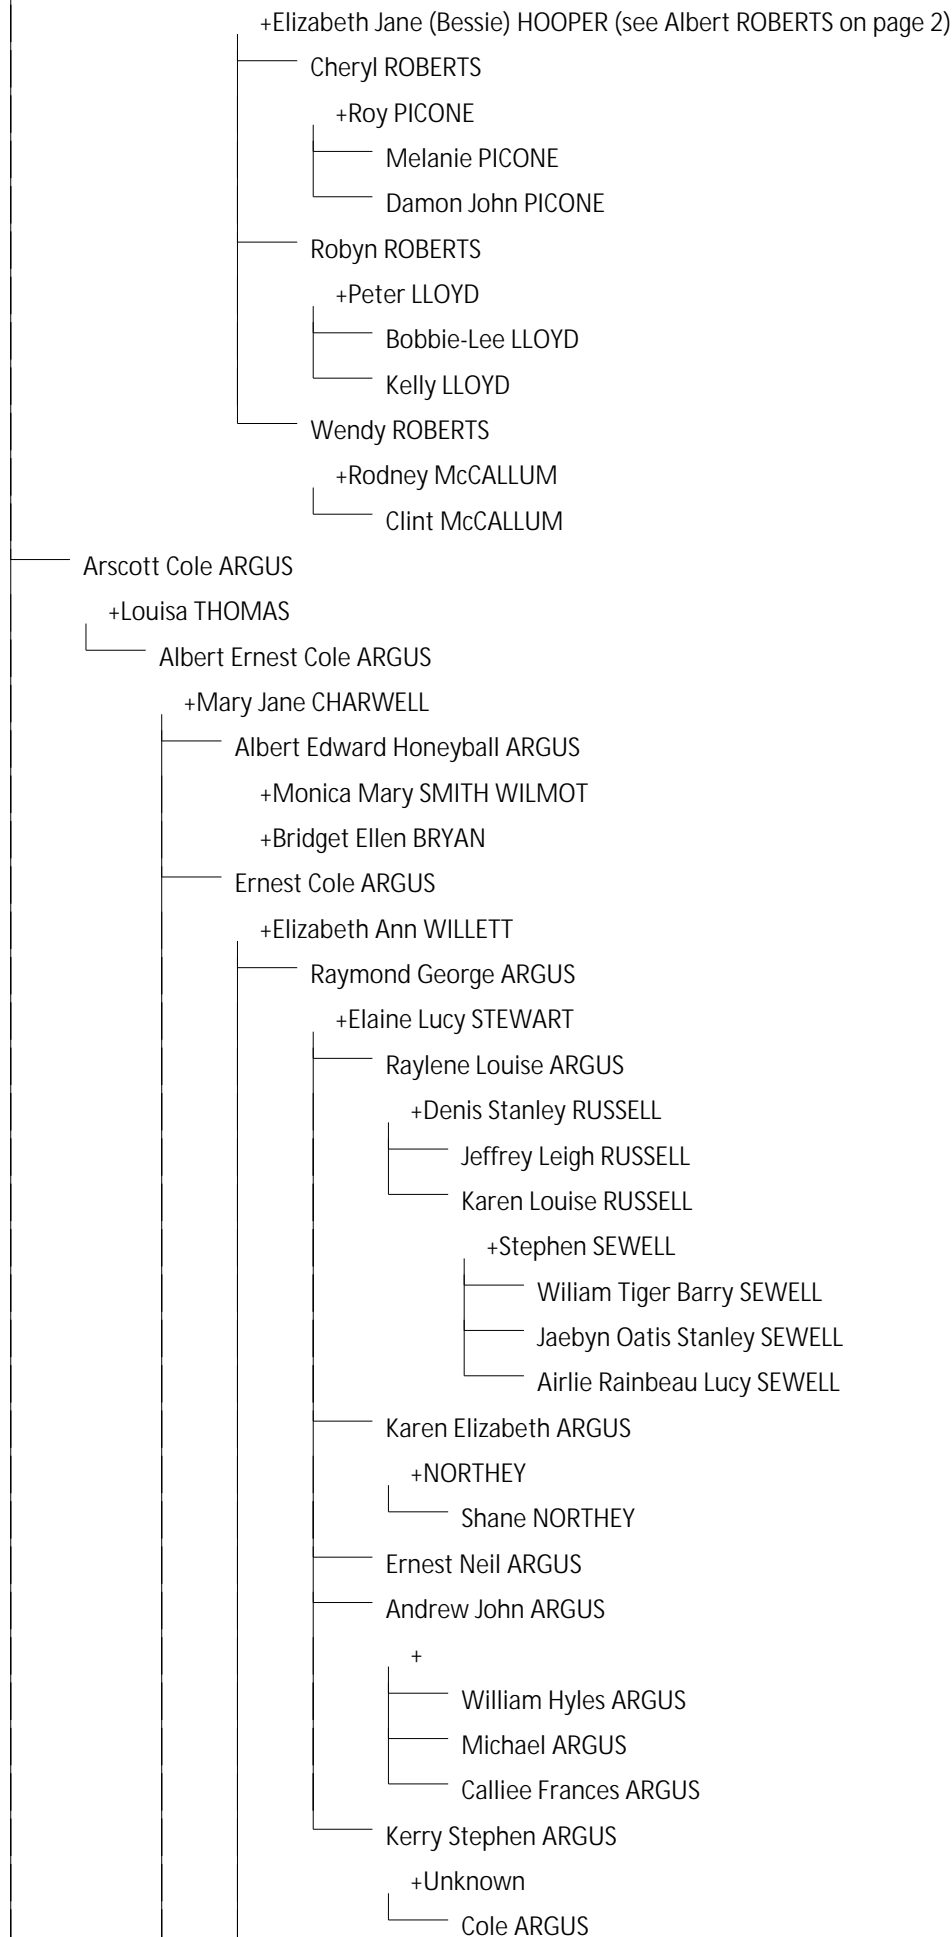 +Elizabeth Jane (Bessie) HOOPER (see Albert ROBERTS on page 2)
Cheryl ROBERTS
+Roy PICONE
Melanie PICONE
Damon John PICONE
Robyn ROBERTS
+Peter LLOYD
Bobbie-Lee LLOYD
Kelly LLOYD
Wendy ROBERTS
+Rodney McCALLUM
Clint McCALLUM
Arscott Cole ARGUS
+Louisa THOMAS
Albert Ernest Cole ARGUS
+Mary Jane CHARWELL
Albert Edward Honeyball ARGUS
+Monica Mary SMITH WILMOT
+Bridget Ellen BRYAN
Ernest Cole ARGUS
+Elizabeth Ann WILLETT
Raymond George ARGUS
+Elaine Lucy STEWART
Raylene Louise ARGUS
+Denis Stanley RUSSELL
Jeffrey Leigh RUSSELL
Karen Louise RUSSELL
+Stephen SEWELL
Wiliam Tiger Barry SEWELL
Jaebyn Oatis Stanley SEWELL
Airlie Rainbeau Lucy SEWELL
Karen Elizabeth ARGUS
+NORTHEY
Shane NORTHEY
Ernest Neil ARGUS
Andrew John ARGUS
+
William Hyles ARGUS
Michael ARGUS
Calliee Frances ARGUS
Kerry Stephen ARGUS
+Unknown
Cole ARGUS